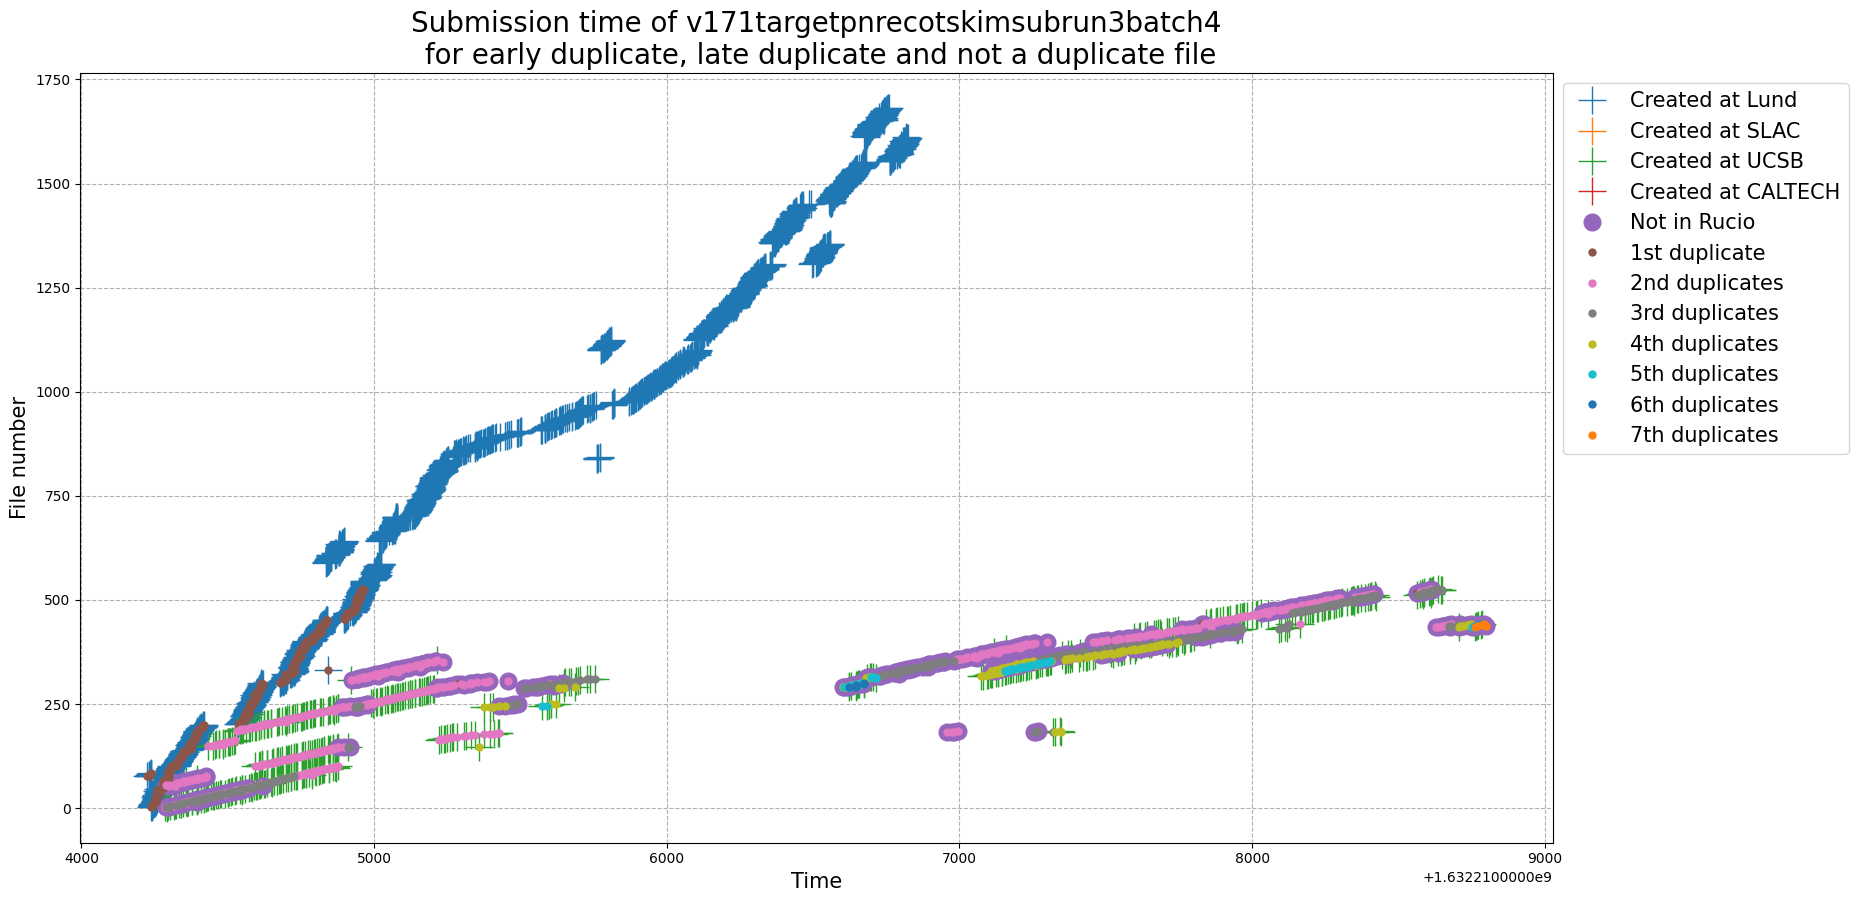 Submission time of v171targetpnrecotskimsubrun3batch4
for early duplicate, late duplicate and not a duplicate file
File number
1750
1500
1250
1000
750
500
250
0
4000
5000
6000
7000
8000
9000
+1.6322100000e9
Time
Created at Lund
Created at SLAC
Created at UCSB
Created at CALTECH
Not in Rucio
1st duplicate
2nd duplicates
3rd duplicates
4th duplicates
5th duplicates
6th duplicates
7th duplicates